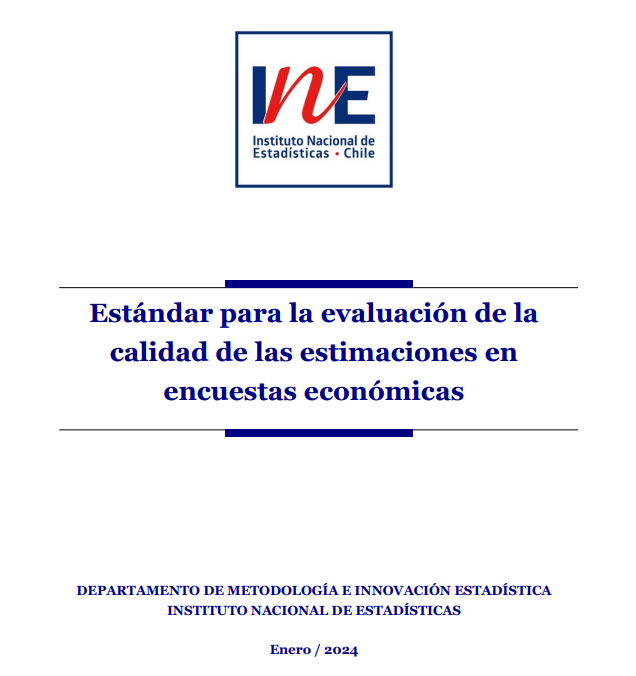 INE
Instituto Nacional de
Estadísticas • Chile
Estándar para la evaluación de la
calidad de las estimaciones en
encuestas económicas
DEPARTAMENTO DE METODOLOGÍA E INNOVACIÓN ESTADÍSTICA
INSTITUTO NACIONAL DE ESTADÍSTICAS
Enero / 2024